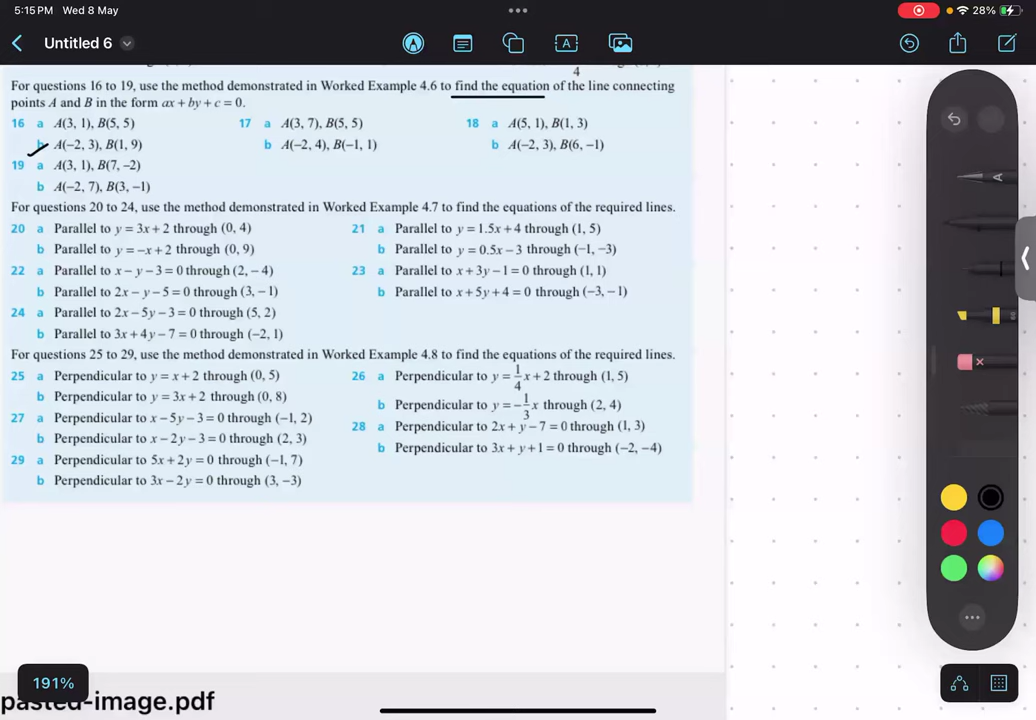 5:15 PM Wed 8 May
28%
Untitled 6
A
4
For questions 16 to 19, use the method demonstrated in Worked Example 4.6 to find the equation of the line connecting
points A and B in the form ax + by + c = 0.
16 a A(3, 1), B(5, 5)
b A(−2, 3), B(1, 9)
17 a A(3, 7), B(5, 5)
b A(−2, 4), B(−1, 1)
18 a A(5, 1), B(1, 3)
b A(−2, 3), B(6, −1)
19 a A(3, 1), B(7, −2)
b A(−2, 7), B(3, −1)
For questions 20 to 24, use the method demonstrated in Worked Example 4.7 to find the equations of the required lines.
20 a Parallel to y = 3x + 2 through (0, 4)
b Parallel to y = −x + 2 through (0, 9)
21 a Parallel to y = 1.5x + 4 through (1, 5)
b Parallel to y = 0.5x − 3 through (−1, −3)
22 a Parallel to x − y − 3 = 0 through (2, −4)
b Parallel to 2x − y − 5 = 0 through (3, −1)
23 a Parallel to x + 3y − 1 = 0 through (1, 1)
b Parallel to x + 5y + 4 = 0 through (−3, −1)
24 a Parallel to 2x − 5y − 3 = 0 through (5, 2)
b Parallel to 3x + 4y − 7 = 0 through (−2, 1)
For questions 25 to 29, use the method demonstrated in Worked Example 4.8 to find the equations of the required lines.
25 a Perpendicular to y = x + 2 through (0, 5)
b Perpendicular to y = 3x + 2 through (0, 8)
26 a Perpendicular to y = 1/4 x + 2 through (1, 5)
b Perpendicular to y = −1/3 x through (2, 4)
27 a Perpendicular to x − 5y − 3 = 0 through (−1, 2)
b Perpendicular to x − 2y − 3 = 0 through (2, 3)
28 a Perpendicular to 2x + y − 7 = 0 through (1, 3)
b Perpendicular to 3x + y + 1 = 0 through (−2, −4)
29 a Perpendicular to 5x + 2y = 0 through (−1, 7)
b Perpendicular to 3x − 2y = 0 through (3, −3)
A
191%
pasted-image.pdf